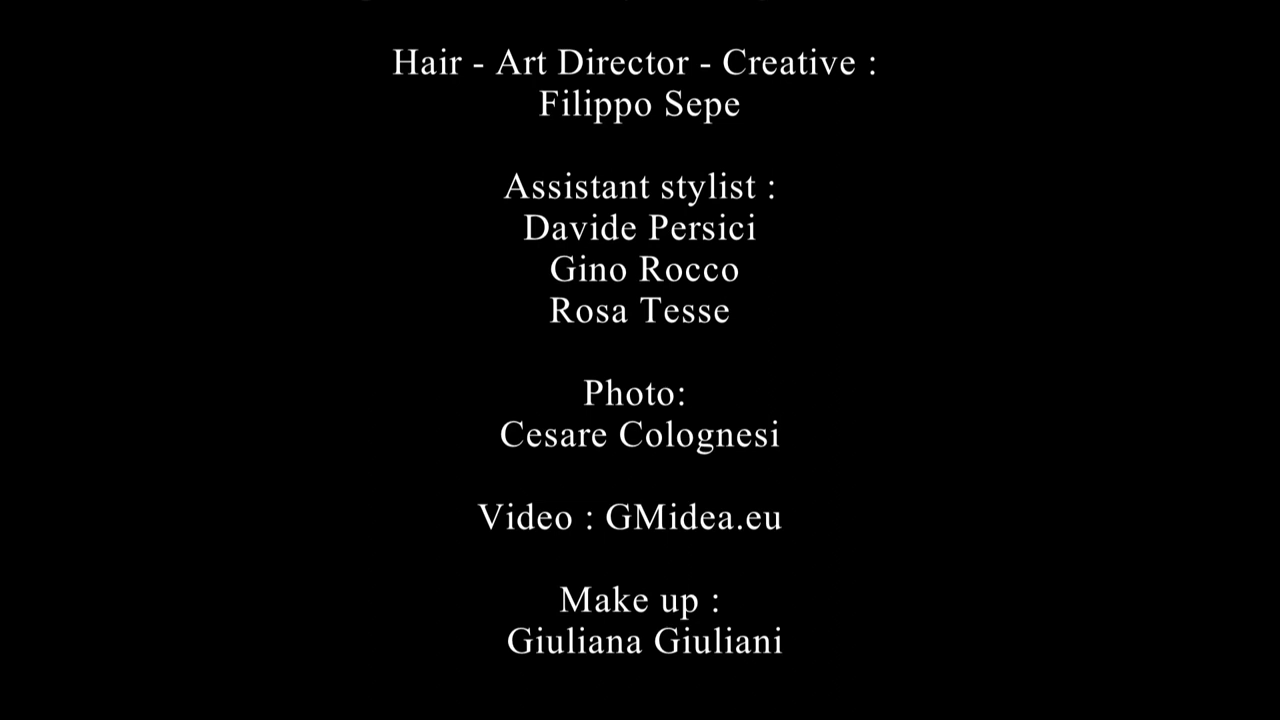 Hair - Art Director - Creative :
Filippo Sepe
Assistant stylist :
Davide Persici
Gino Rocco
Rosa Tesse
Photo:
Cesare Colognesi
Video : GMidea.eu
Make up :
Giuliana Giuliani